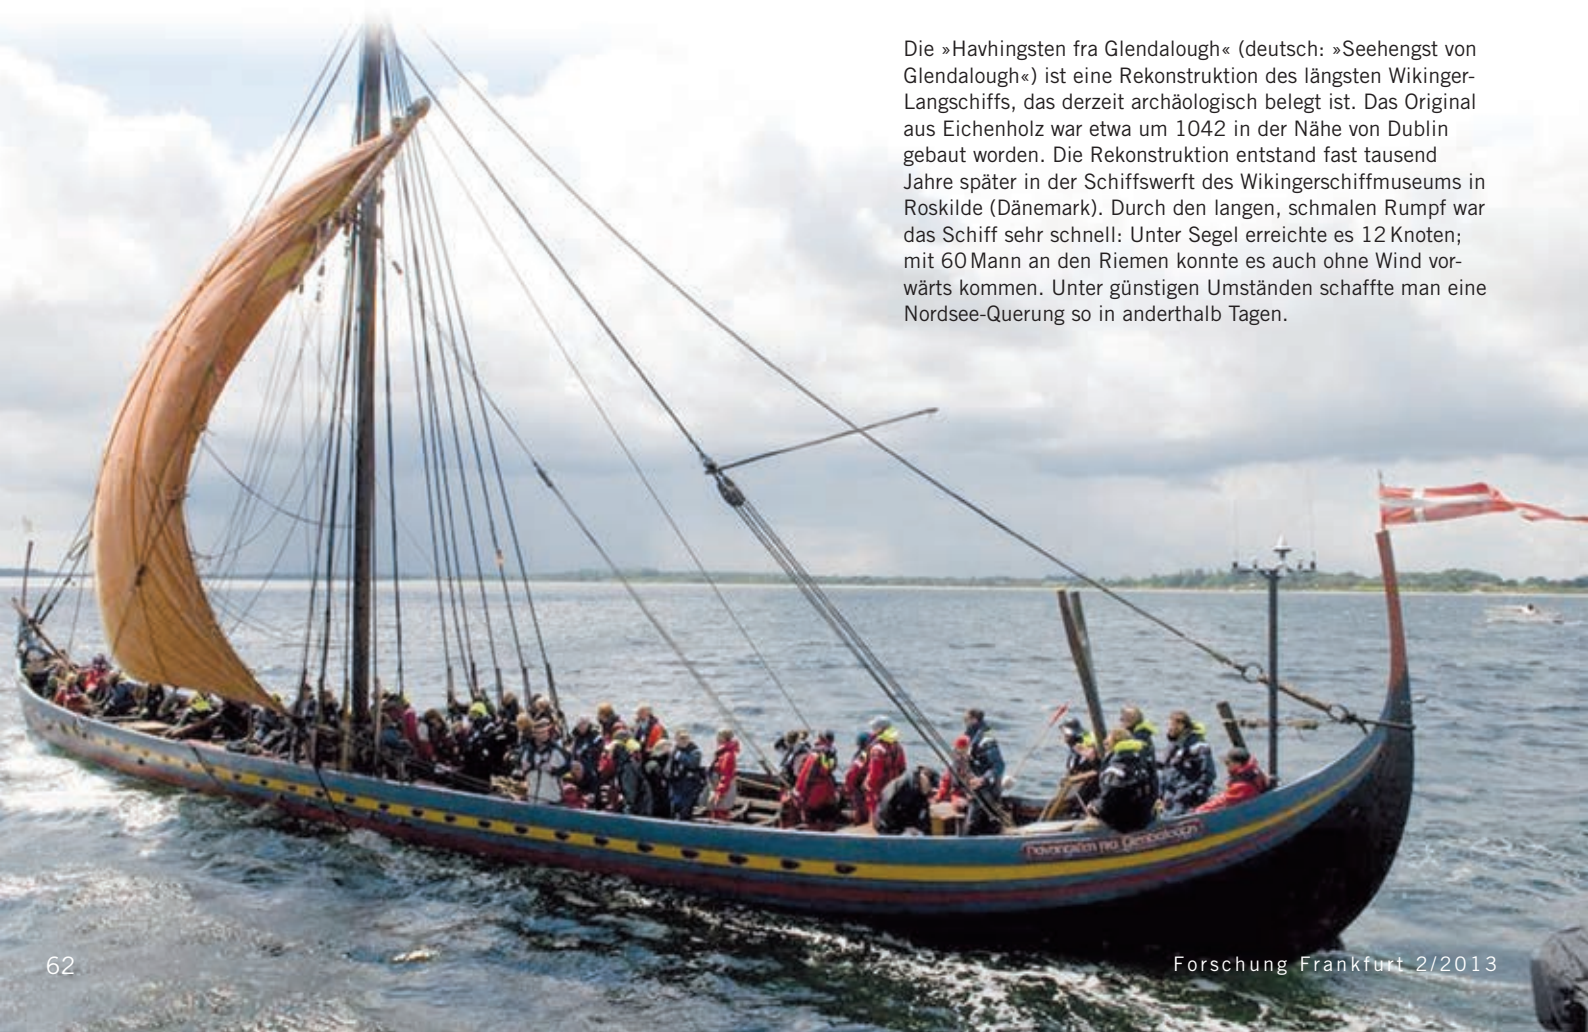 Die »Havhingsten fra Glendalough« (deutsch: »Seehengst von
Glendalough«) ist eine Rekonstruktion des längsten Wikinger-
Langschiffs, das derzeit archäologisch belegt ist. Das Original
aus Eichenholz war etwa um 1042 in der Nähe von Dublin
gebaut worden. Die Rekonstruktion entstand fast tausend
Jahre später in der Schiffswerft des Wikingerschiffmuseums in
Roskilde (Dänemark). Durch den langen, schmalen Rumpf war
das Schiff sehr schnell: Unter Segel erreichte es 12 Knoten;
mit 60 Mann an den Riemen konnte es auch ohne Wind vor-
wärts kommen. Unter günstigen Umständen schaffte man eine
Nordsee-Querung so in anderthalb Tagen.
havhingsten fra Glendalough
62
Forschung Frankfurt 2/2013